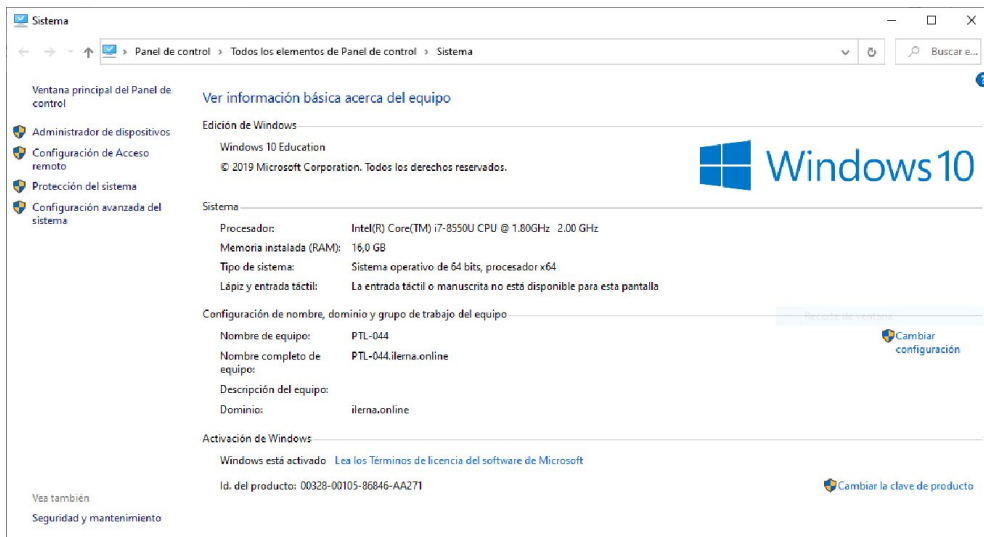 Sistema
Panel de control > Todos los elementos de Panel de control > Sistema
Buscar e...
Ventana principal del Panel de
control
Administrador de dispositivos
Configuración de Acceso
remoto
Protección del sistema
Configuración avanzada del
sistema
Vea también
Seguridad y mantenimiento
Ver información básica acerca del equipo
Edición de Windows
Windows 10 Education
© 2019 Microsoft Corporation. Todos los derechos reservados.
Windows 10
Sistema
Procesador: Intel(R) Core(TM) i7-8550U CPU @ 1.80GHz 2.00 GHz
Memoria instalada (RAM): 16,0 GB
Tipo de sistema: Sistema operativo de 64 bits, procesador x64
Lápiz y entrada táctil: La entrada táctil o manuscrita no está disponible para esta pantalla
Configuración de nombre, dominio y grupo de trabajo del equipo
Recorte de ventana
Nombre de equipo: PTL-044
Cambiar
configuración
Nombre completo de
equipo:
PTL-044.ilerna.online
Descripción del equipo:
Dominio: ilerna.online
Activación de Windows
Windows está activado Lea los Términos de licencia del software de Microsoft
Id. del producto: 00328-00105-86846-AA271
Cambiar la clave de producto